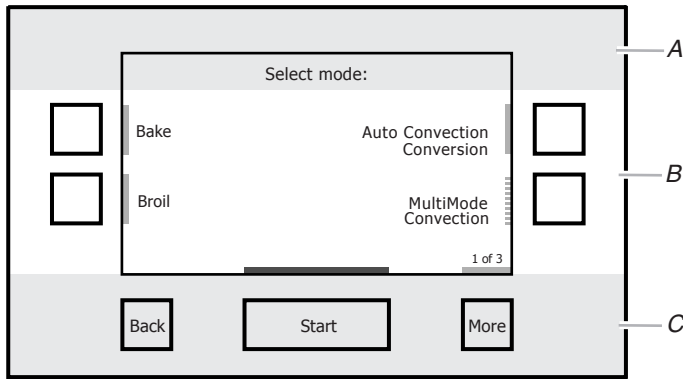 Select mode:
A
Bake
Auto Convection
Conversion
B
Broil
MultiMode
Convection
1 of 3
Back
Start
More
C